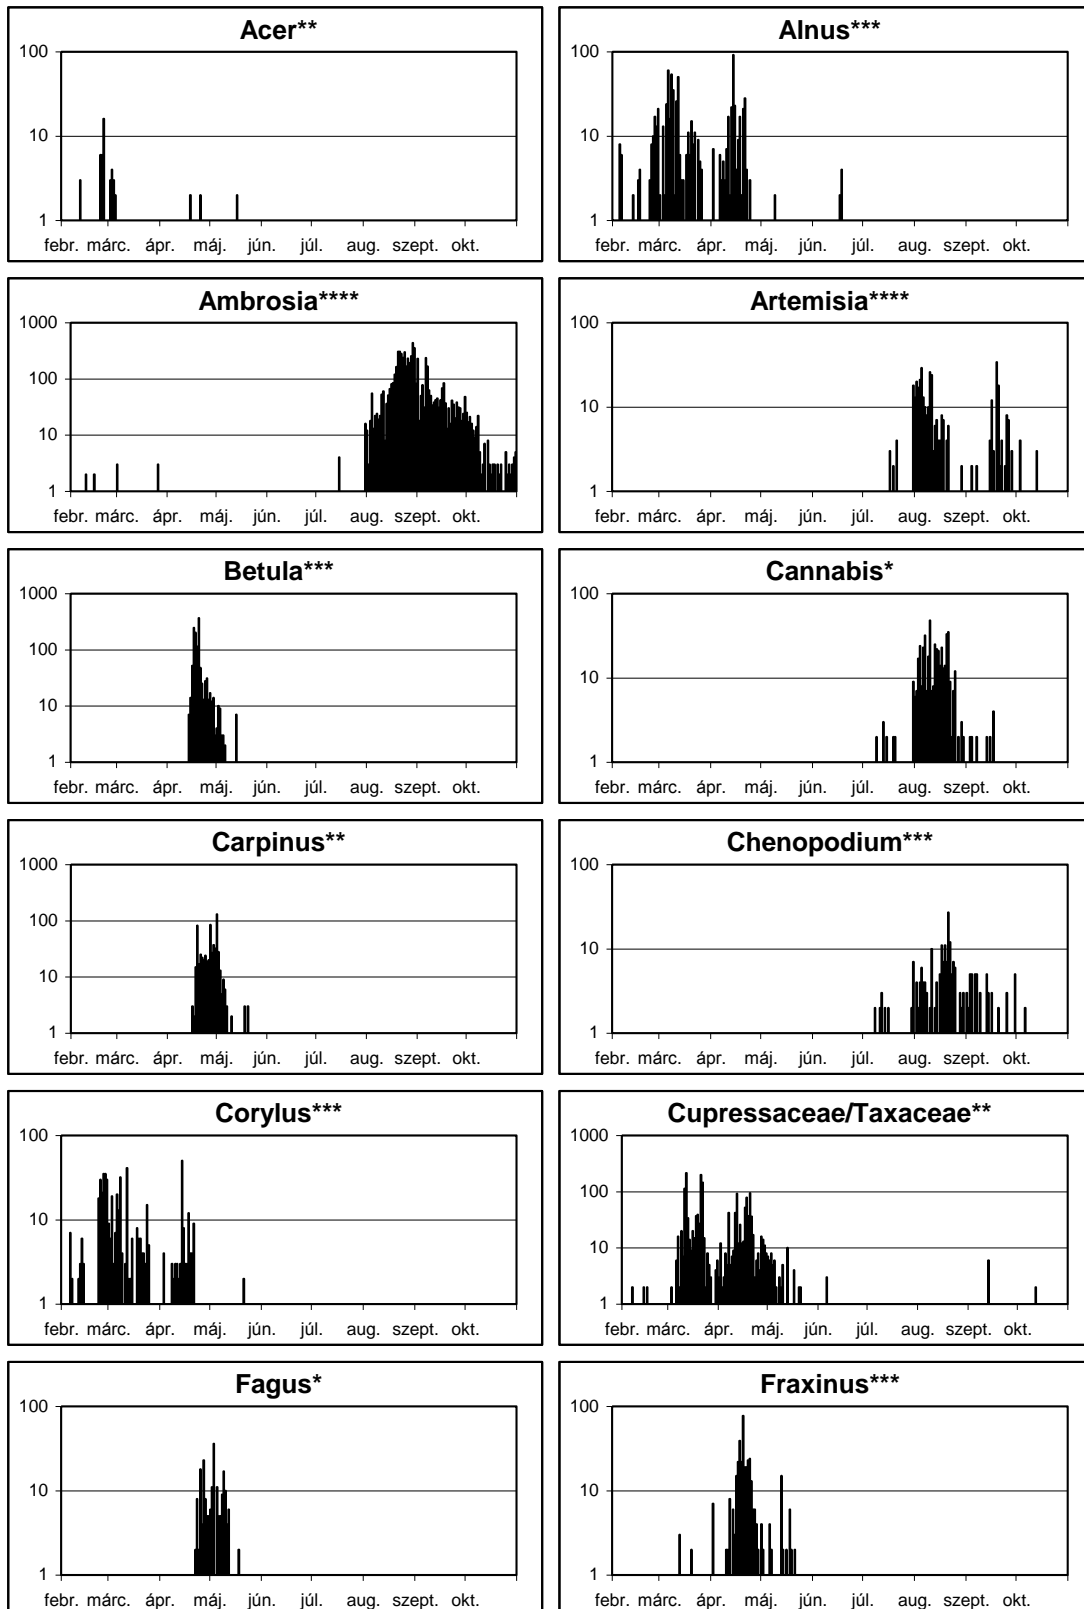 Acer**
100
10
1
febr. márc. ápr. máj. jún. júl. aug. szept. okt.
Alnus***
100
10
1
febr. márc. ápr. máj. jún. júl. aug. szept. okt.
Ambrosia****
1000
100
10
1
febr. márc. ápr. máj. jún. júl. aug. szept. okt.
Artemisia****
100
10
1
febr. márc. ápr. máj. jún. júl. aug. szept. okt.
Betula***
1000
100
10
1
febr. márc. ápr. máj. jún. júl. aug. szept. okt.
Cannabis*
100
10
1
febr. márc. ápr. máj. jún. júl. aug. szept. okt.
Carpinus**
1000
100
10
1
febr. márc. ápr. máj. jún. júl. aug. szept. okt.
Chenopodium***
100
10
1
febr. márc. ápr. máj. jún. júl. aug. szept. okt.
Corylus***
100
10
1
febr. márc. ápr. máj. jún. júl. aug. szept. okt.
Cupressaceae/Taxaceae**
1000
100
10
1
febr. márc. ápr. máj. jún. júl. aug. szept. okt.
Fagus*
100
10
1
febr. márc. ápr. máj. jún. júl. aug. szept. okt.
Fraxinus***
100
10
1
febr. márc. ápr. máj. jún. júl. aug. szept. okt.